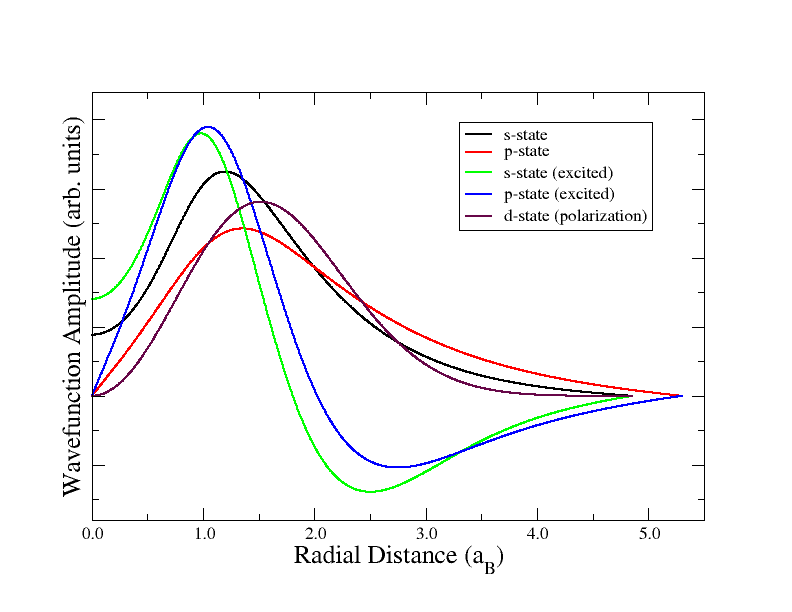 Wavefunction Amplitude (arb. units)
s-state
p-state
s-state (excited)
p-state (excited)
d-state (polarization)
0.0 1.0 2.0 3.0 4.0 5.0
Radial Distance (aB)